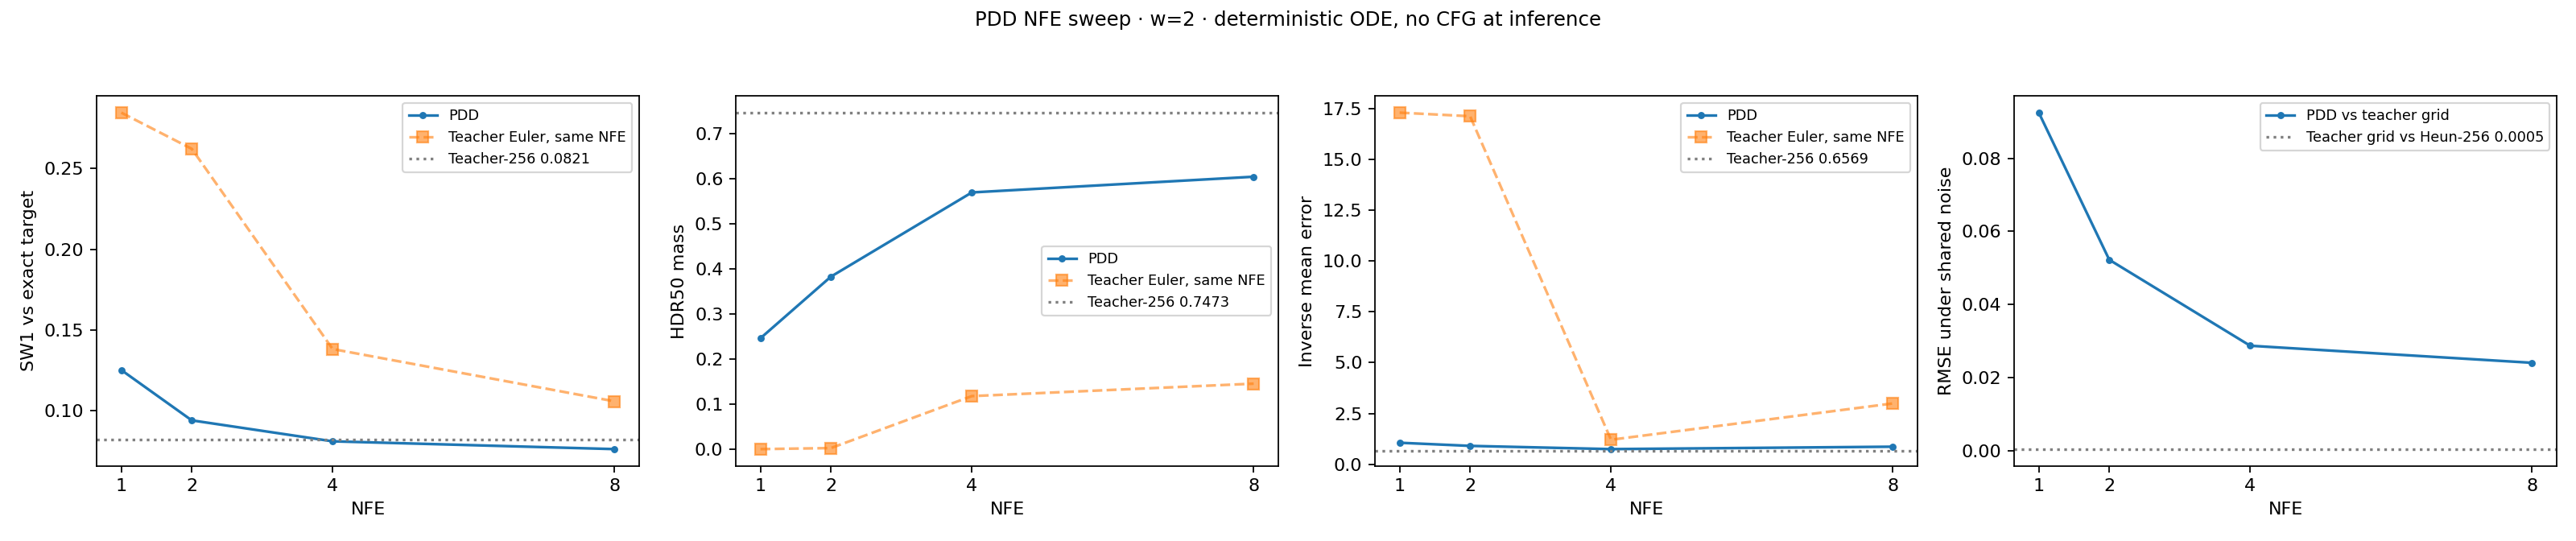 PDD NFE sweep · w=2 · deterministic ODE, no CFG at inference
SW1 vs exact target
0.25
0.20
0.15
0.10
PDD
Teacher Euler, same NFE
Teacher-256 0.0821
1 2 4 8
NFE
HDR50 mass
0.7
0.6
0.5
0.4
0.3
0.2
0.1
0.0
PDD
Teacher Euler, same NFE
Teacher-256 0.7473
1 2 4 8
NFE
Inverse mean error
17.5
15.0
12.5
10.0
7.5
5.0
2.5
0.0
PDD
Teacher Euler, same NFE
Teacher-256 0.6569
1 2 4 8
NFE
RMSE under shared noise
0.08
0.06
0.04
0.02
0.00
PDD vs teacher grid
Teacher grid vs Heun-256 0.0005
1 2 4 8
NFE